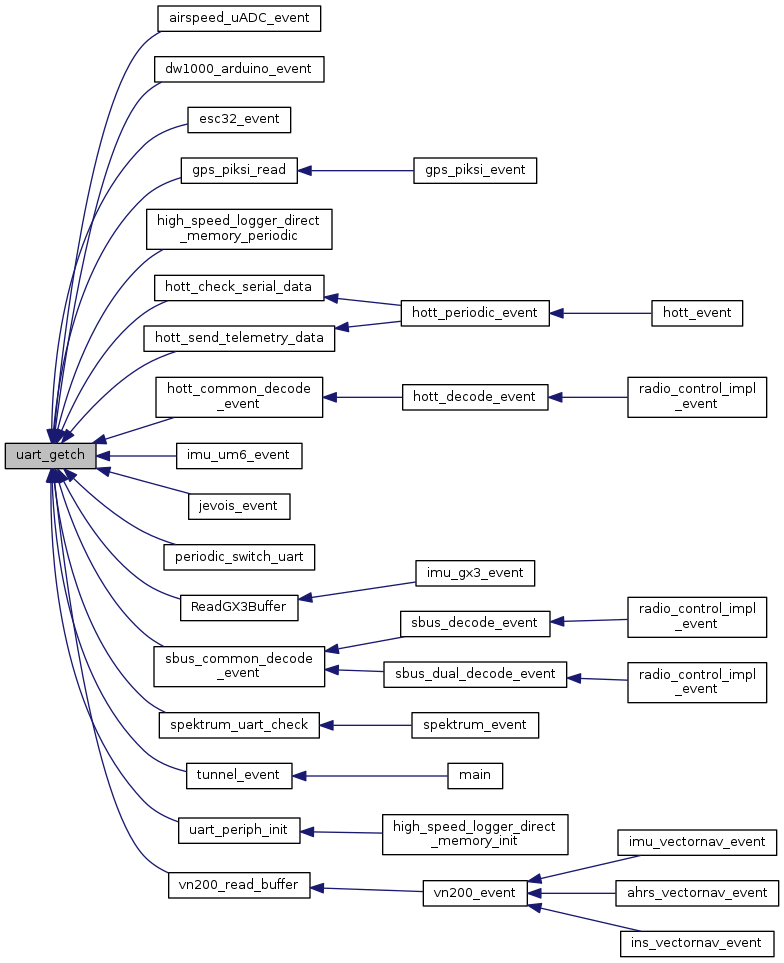 airspeed_uADC_event
dw1000_arduino_event
esc32_event
gps_piksi_read
gps_piksi_event
high_speed_logger_direct
_memory_periodic
hott_check_serial_data
hott_periodic_event
hott_event
hott_send_telemetry_data
hott_common_decode
_event
hott_decode_event
radio_control_impl
_event
uart_getch
imu_um6_event
jevois_event
periodic_switch_uart
imu_gx3_event
ReadGX3Buffer
sbus_decode_event
radio_control_impl
_event
sbus_common_decode
_event
sbus_dual_decode_event
radio_control_impl
_event
spektrum_uart_check
spektrum_event
tunnel_event
main
uart_periph_init
high_speed_logger_direct
_memory_init
imu_vectornav_event
vn200_read_buffer
vn200_event
ahrs_vectornav_event
ins_vectornav_event